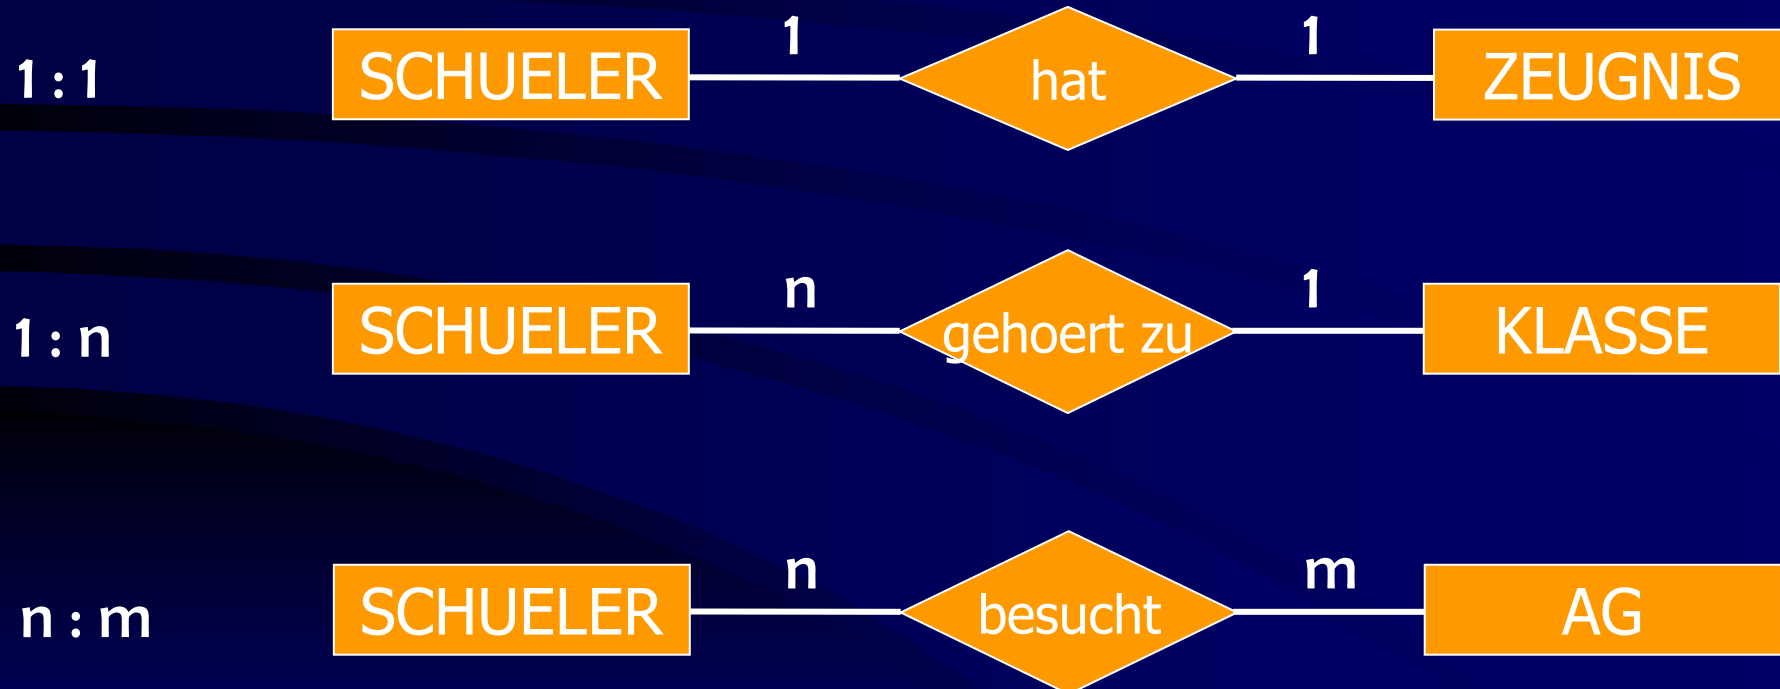 1 1
1 : 1 SCHUELER hat ZEUGNIS
n 1
1 : n SCHUELER gehoert zu KLASSE
n m
n : m SCHUELER besucht AG